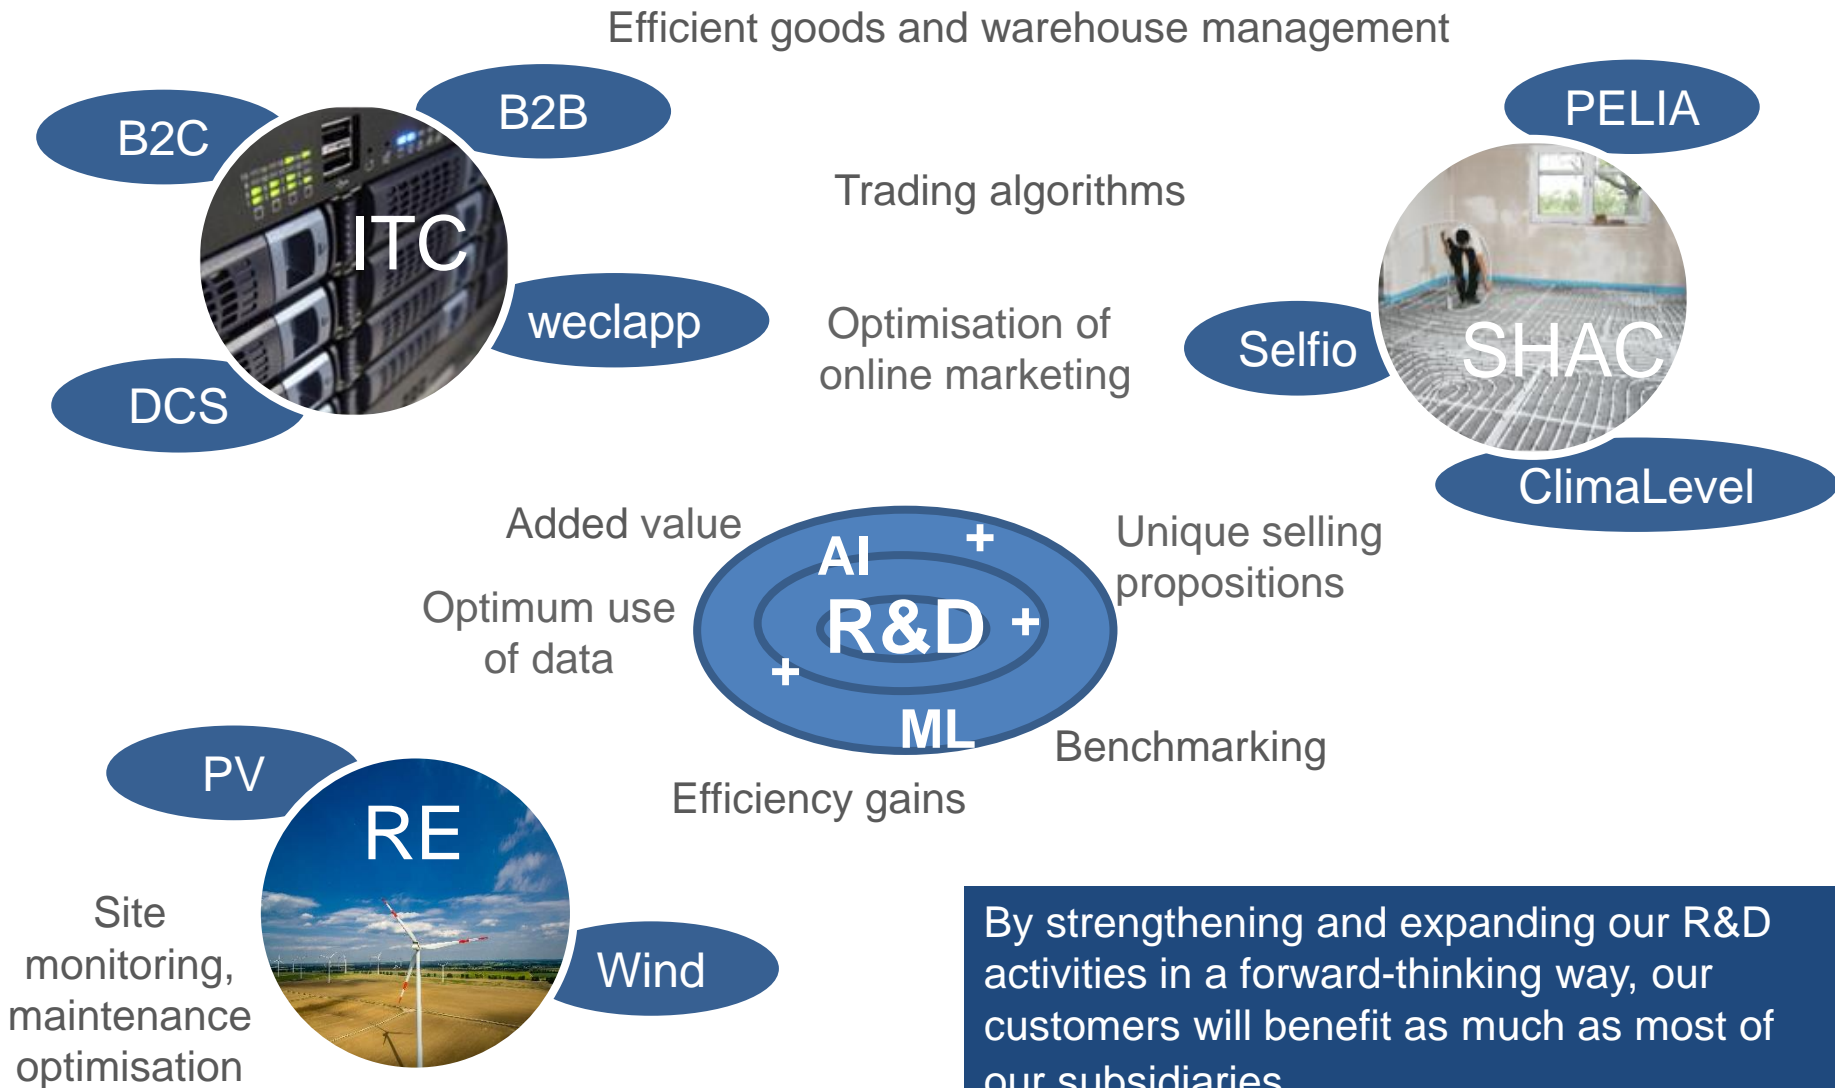 Efficient goods and warehouse management
B2C
B2B
PELIA
ITC
Trading algorithms
weclapp
Optimisation of
online marketing
Selfio
SHAC
DCS
ClimaLevel
Added value
AI
+
Unique selling
propositions
Optimum use
of data
R&D
+
+
ML
Benchmarking
PV
Efficiency gains
RE
Site
monitoring,
maintenance
optimisation
Wind
By strengthening and expanding our R&D
activities in a forward-thinking way, our
customers will benefit as much as most of
our subsidiaries